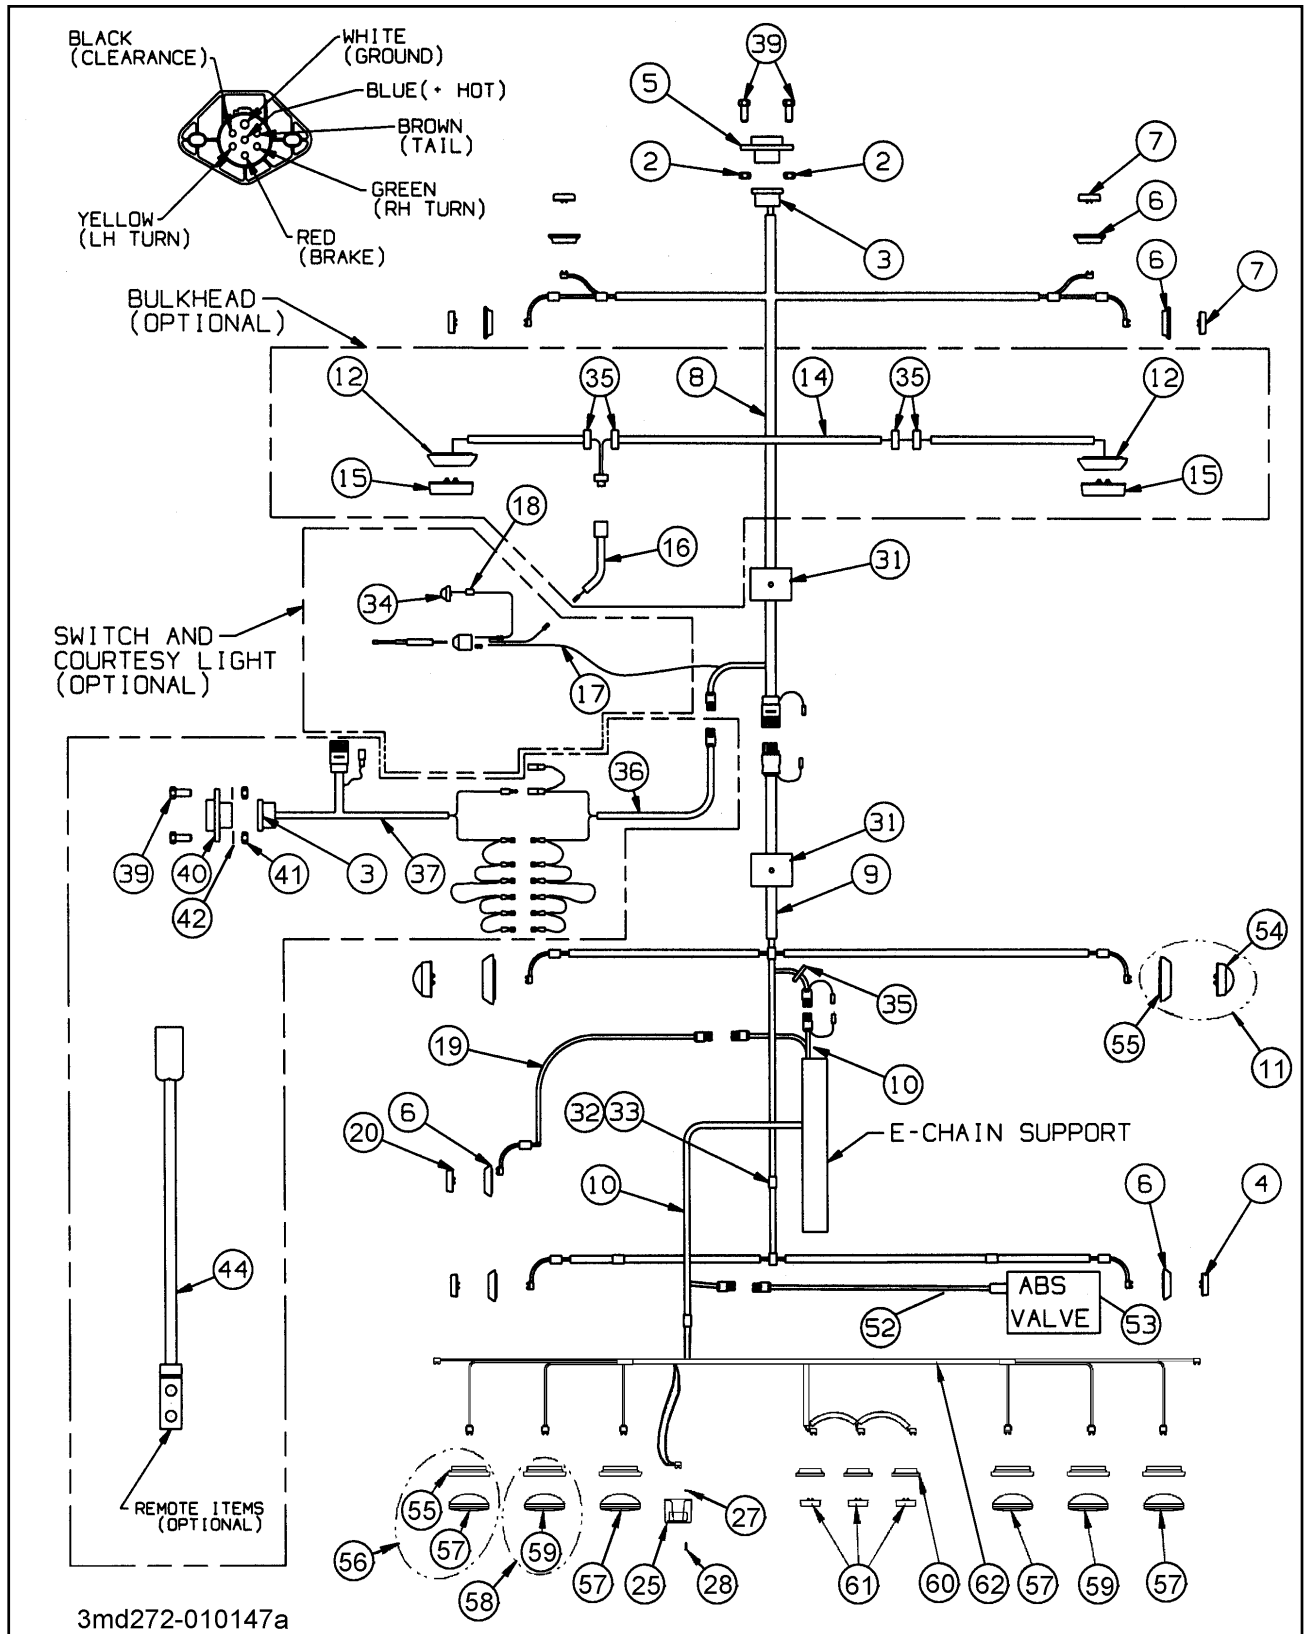 BLACK
(CLEARANCE)
WHITE
(GROUND)
BLUE(+ HOT)
BROWN
(TAIL)
GREEN
(RH TURN)
YELLOW
(LH TURN)
RED
(BRAKE)
39
5
2
2
7
6
3
6
7
BULKHEAD
(OPTIONAL)
12
35
8
14
35
12
15
15
18
16
31
34
SWITCH AND
COURTESY LIGHT
(OPTIONAL)
17
36
31
39
40
41
3
37
9
42
54
35
55
11
19
10
32
33
20
6
E-CHAIN SUPPORT
10
6
4
44
ABS
VALVE
52
53
REMOTE ITEMS
(OPTIONAL)
55
27
56
57
59
57
25
28
61
60
62
57
59
57
58
3md272-010147a